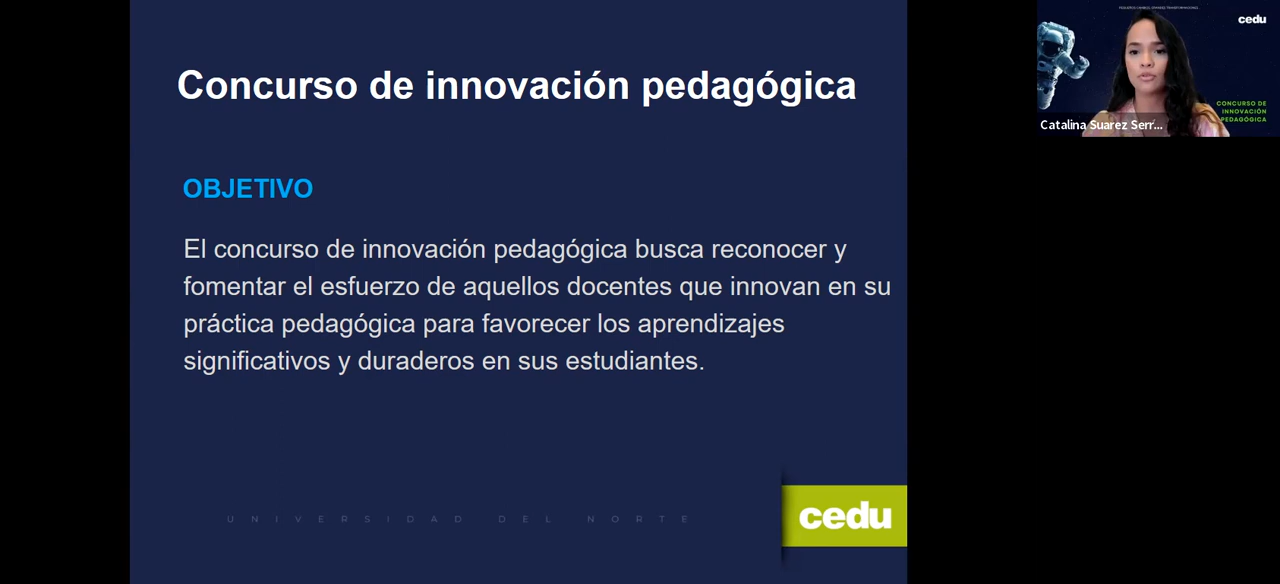 Concurso de innovación pedagógica
OBJETIVO
El concurso de innovación pedagógica busca reconocer y
fomentar el esfuerzo de aquellos docentes que innovan en su
práctica pedagógica para favorecer los aprendizajes
significativos y duraderos en sus estudiantes.
UNIVERSIDAD DEL NORTE
cedu
cedu
CONCURSO DE
INNOVACIÓN
PEDAGÓGICA
Catalina Suarez Serr...